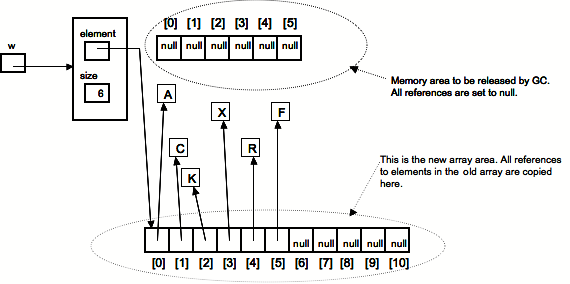 [0] [1] [2] [3] [4] [5]
w
element
null null null null null null
size
6
Memory area to be released by GC.
All references are set to null.
A
X
F
C
R
K
This is the new array area. All references
to elements in the old array are copied
here.
null null null null null
[0] [1] [2] [3] [4] [5] [6] [7] [8] [9] [10]